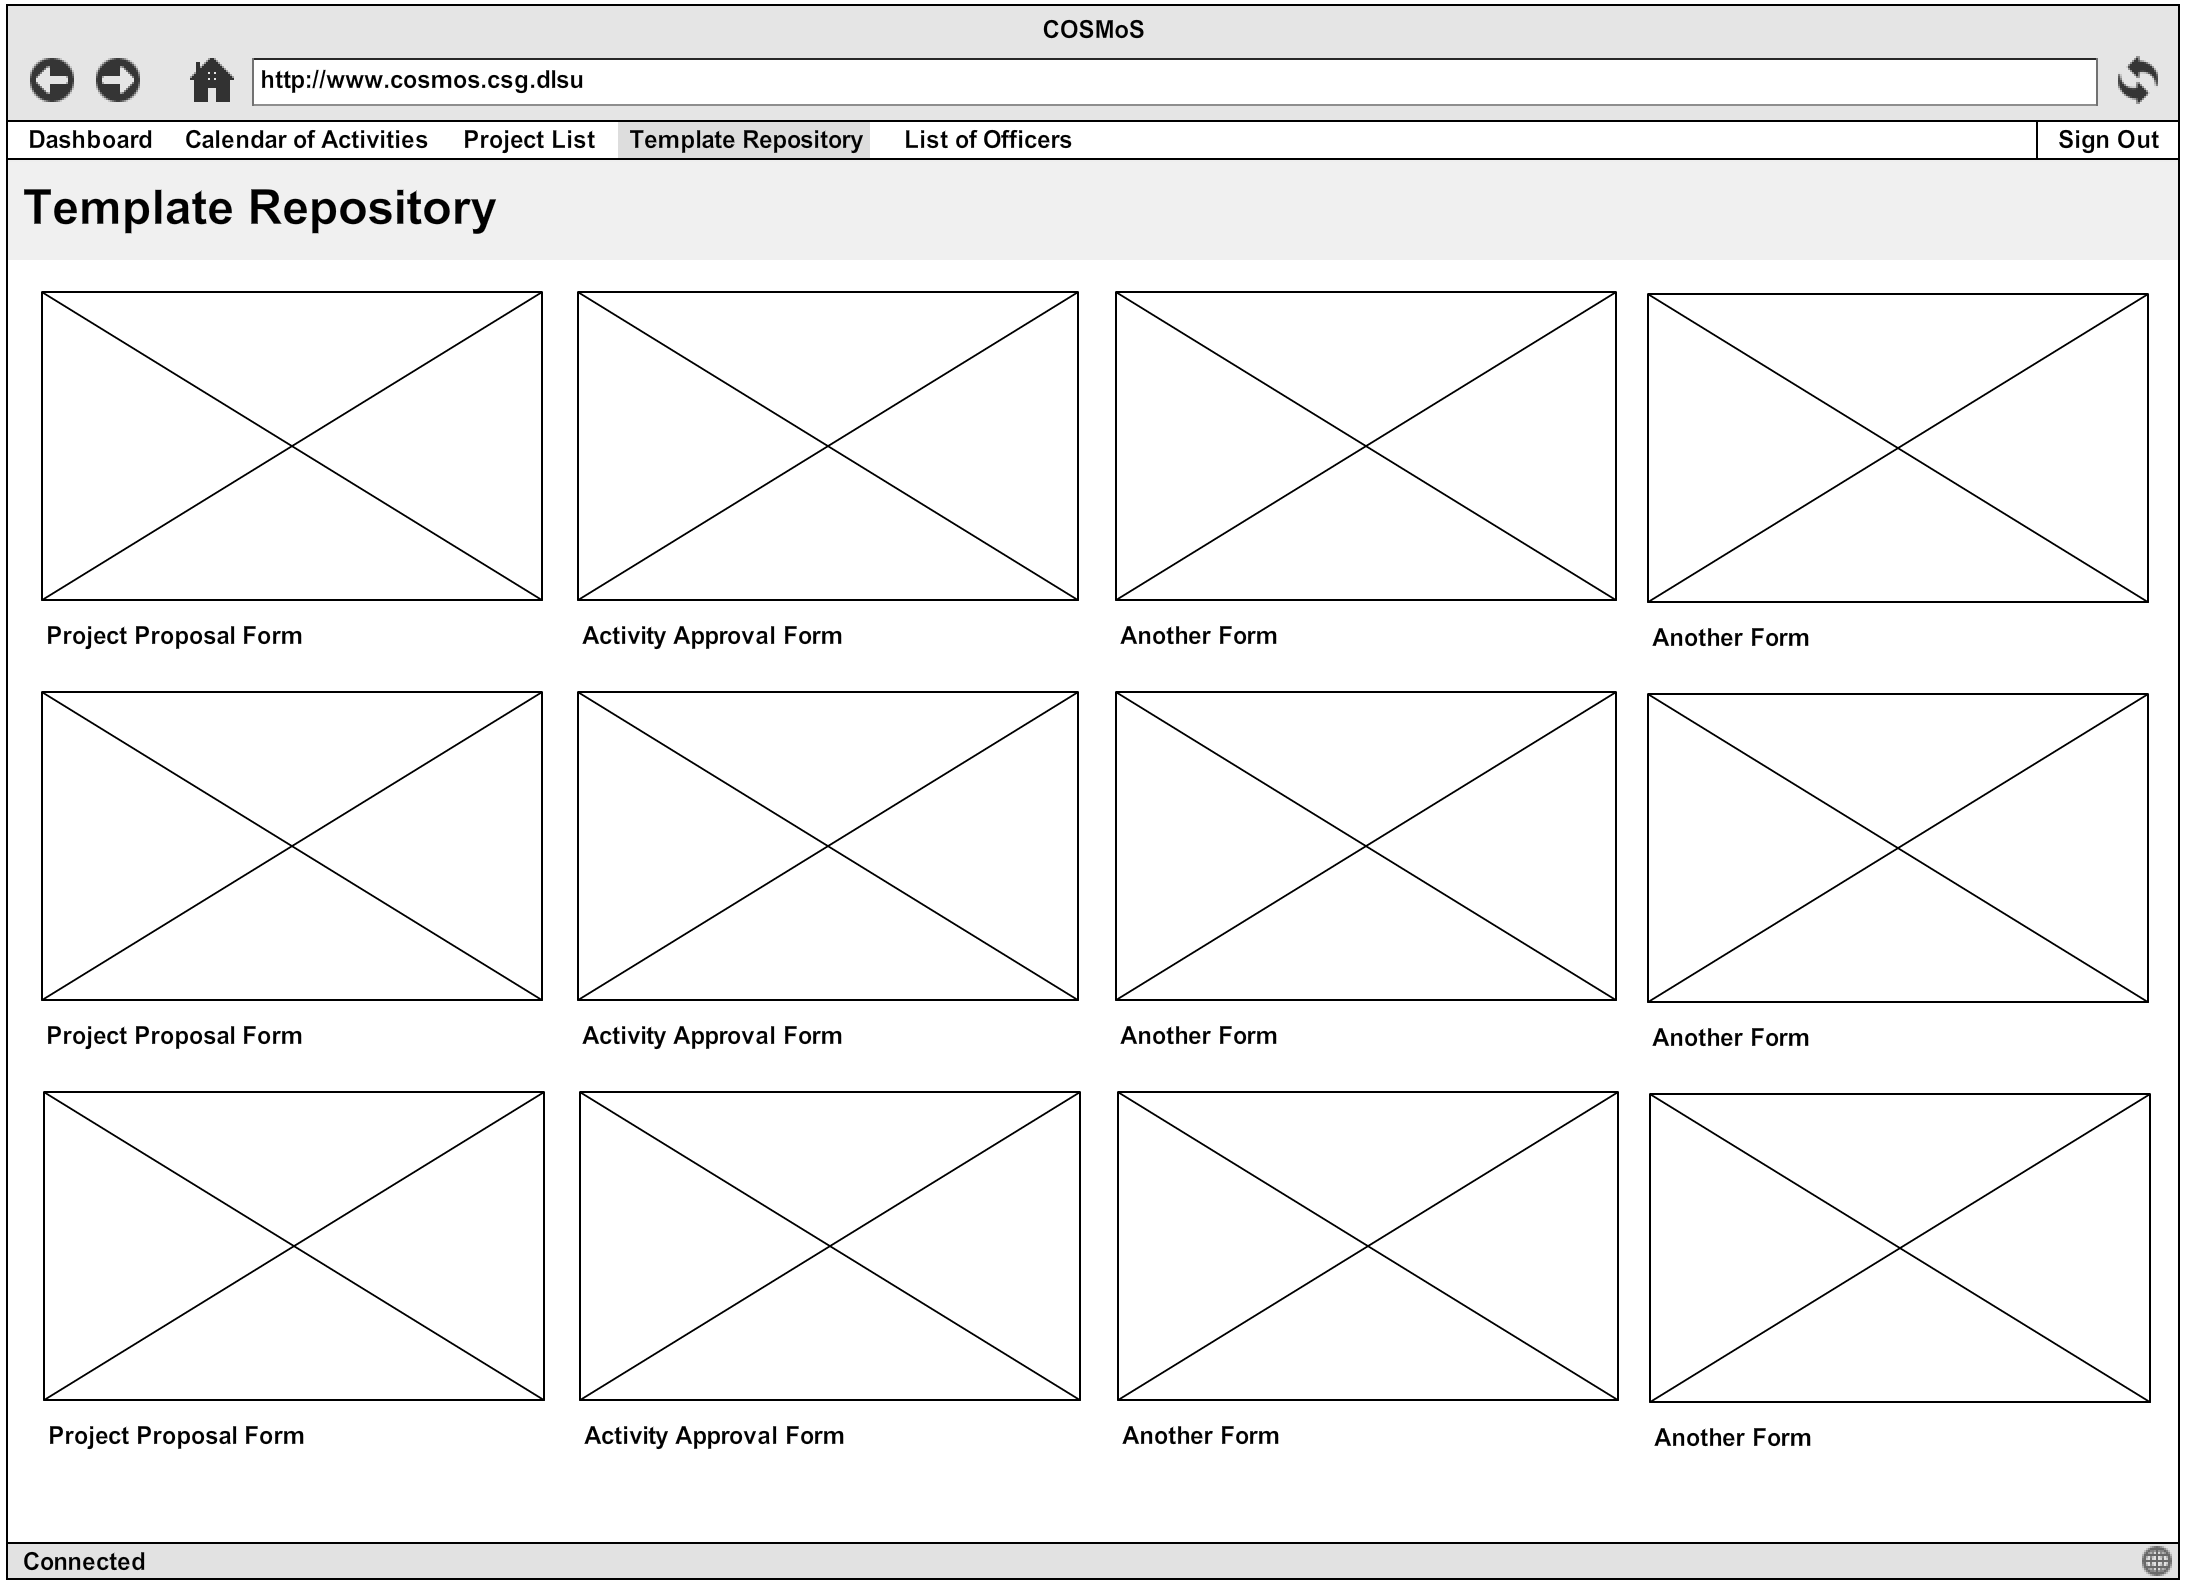 COSMoS
http://www.cosmos.csg.dlsu
Dashboard Calendar of Activities Project List Template Repository List of Officers Sign Out
Template Repository
Project Proposal Form Activity Approval Form Another Form Another Form
Project Proposal Form Activity Approval Form Another Form Another Form
Project Proposal Form Activity Approval Form Another Form Another Form
Connected